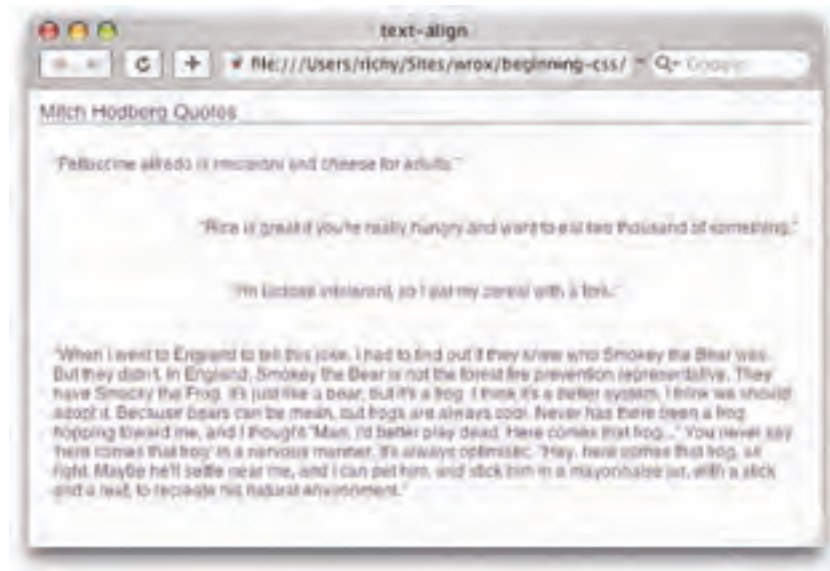 text-align
file:///Users/richy/Sites/wrox/beginning-css/ Google
Mitch Hedberg Quotes
"Fettuccine alfredo is macaroni and cheese for adults."
"Rice is great if you're really hungry and want to eat two thousand of something."
"I'm lactose intolerant, so I eat my cereal with a fork."
"When I went to England to tell this joke, I had to find out if they knew who Smokey the Bear was.
But they didn't. In England, Smokey the Bear is not the forest fire prevention representative. They
have Smacky the Frog. It's just like a bear, but it's a frog. I think it's a better system, I think we should
adopt it. Because bears can be mean, but frogs are always cool. Never has there been a frog
hopping toward me, and I thought "Man, I'd better play dead. Here comes that frog..." You never say
'here comes that frog' in a nervous manner. It's always optimistic. "Hey, here comes that frog, all
right. Maybe he'll settle near me, and I can pet him, and stick him in a mayonnaise jar, with a stick
and a leaf, to recreate his natural environment."